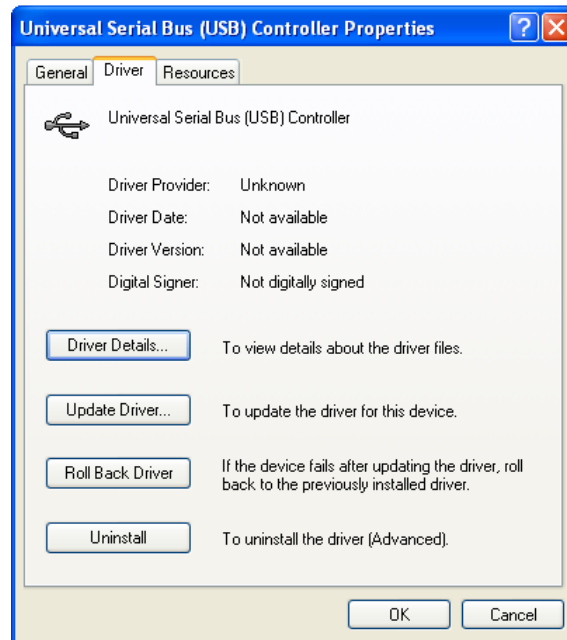 Universal Serial Bus (USB) Controller Properties
General Driver Resources
Universal Serial Bus (USB) Controller
Driver Provider: Unknown
Driver Date: Not available
Driver Version: Not available
Digital Signer: Not digitally signed
Driver Details... To view details about the driver files.
Update Driver... To update the driver for this device.
Roll Back Driver If the device fails after updating the driver, roll
back to the previously installed driver.
Uninstall To uninstall the driver (Advanced).
OK Cancel